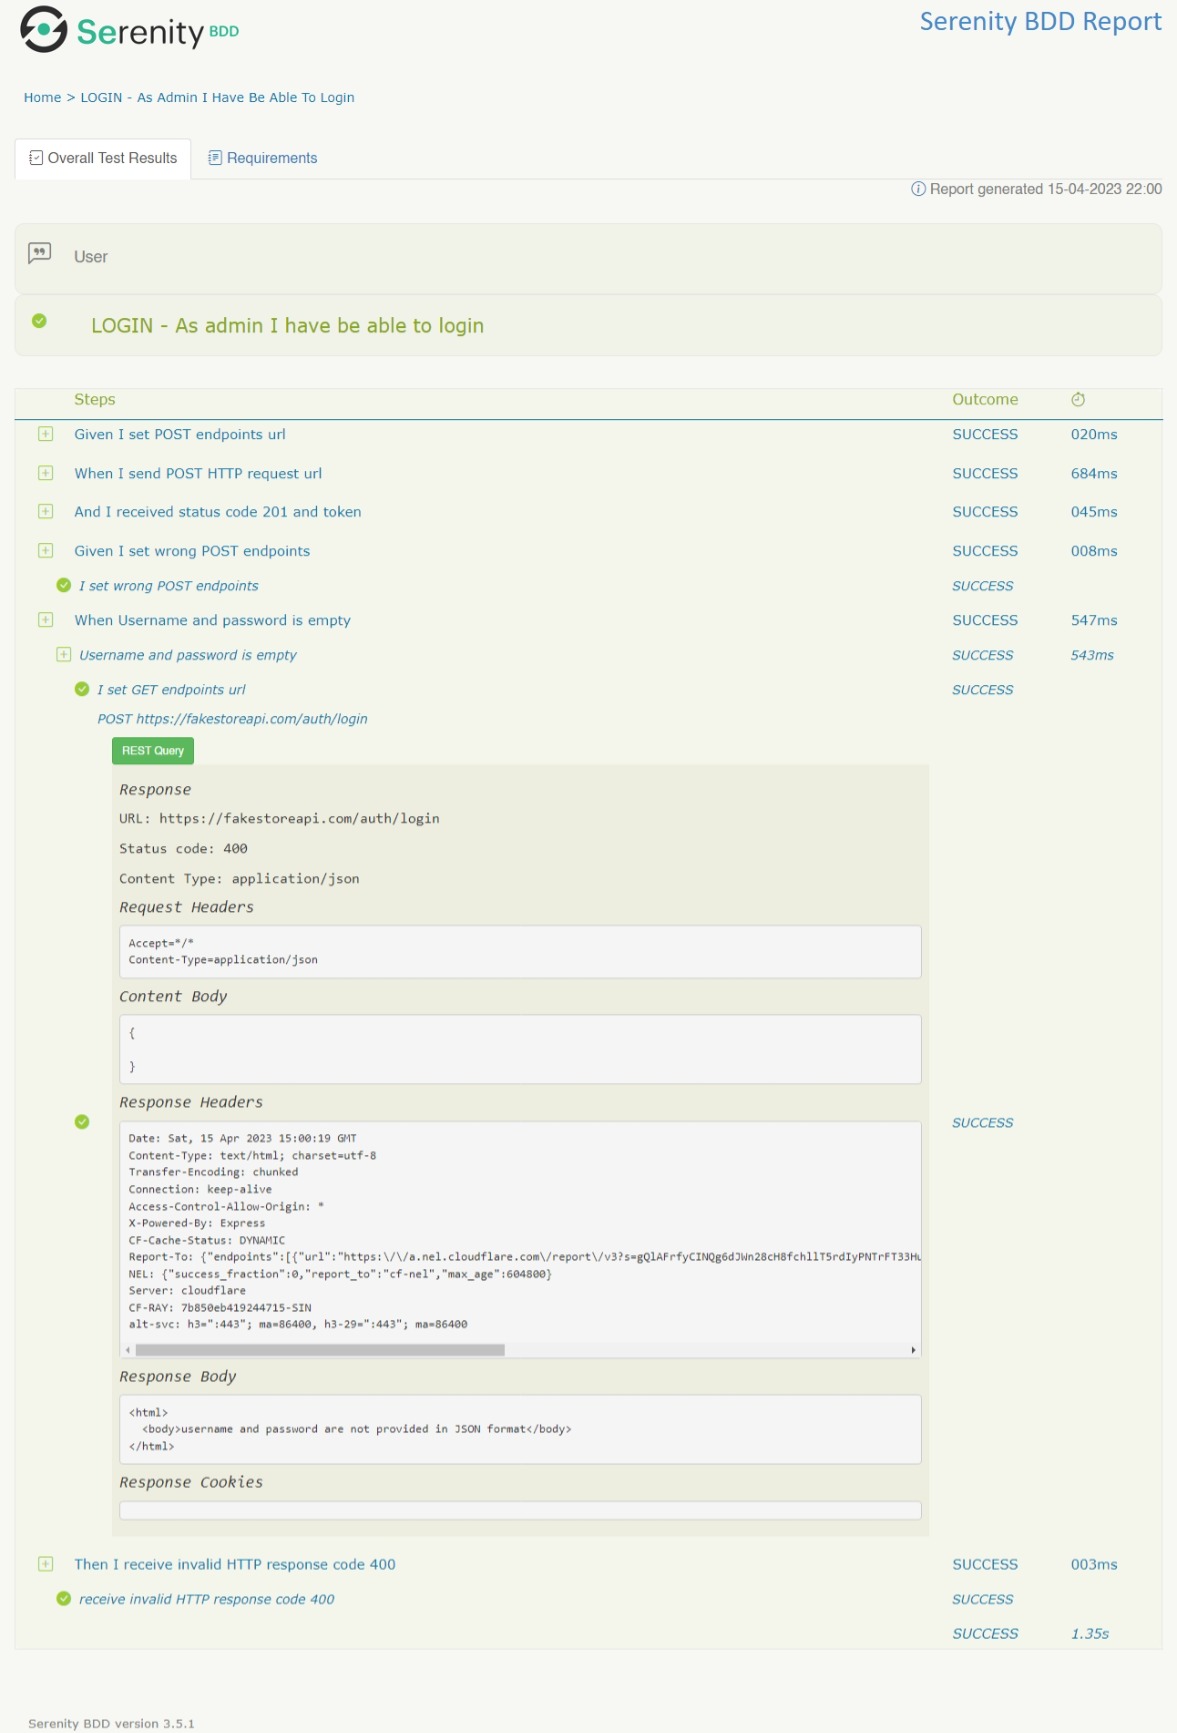 Serenity BDD
Serenity BDD Report
Home > LOGIN - As Admin I Have Be Able To Login
Overall Test Results
Requirements
Report generated 15-04-2023 22:00
User
LOGIN - As admin I have be able to login
Steps Outcome
Given I set POST endpoints url SUCCESS 020ms
When I send POST HTTP request url SUCCESS 684ms
And I received status code 201 and token SUCCESS 045ms
Given I set wrong POST endpoints SUCCESS 008ms
I set wrong POST endpoints SUCCESS
When Username and password is empty SUCCESS 547ms
Username and password is empty SUCCESS 543ms
I set GET endpoints url SUCCESS
POST https://fakestoreapi.com/auth/login
REST Query
Response
URL: https://fakestoreapi.com/auth/login
Status code: 400
Content Type: application/json
Request Headers
Accept=*/*
Content-Type=application/json
Content Body
{
}
Response Headers
SUCCESS
Date: Sat, 15 Apr 2023 15:00:19 GMT
Content-Type: text/html; charset=utf-8
Transfer-Encoding: chunked
Connection: keep-alive
Access-Control-Allow-Origin: *
X-Powered-By: Express
CF-Cache-Status: DYNAMIC
Report-To: {"endpoints":[{"url":"https:\/\/a.nel.cloudflare.com\/report\/v3?s=
NEL: {"success_fraction":0,"report_to":"cf-nel","max_age":604800}
Server: cloudflare
CF-RAY: 7b850eb419244715-SIN
alt-svc: h3=":443"; ma=86400, h3-29=":443"; ma=86400
Response Body
<html>
<body>username and password are not provided in JSON format</body>
</html>
Response Cookies
Then I receive invalid HTTP response code 400 SUCCESS 003ms
receive invalid HTTP response code 400 SUCCESS
SUCCESS 1.35s
Serenity BDD version 3.5.1